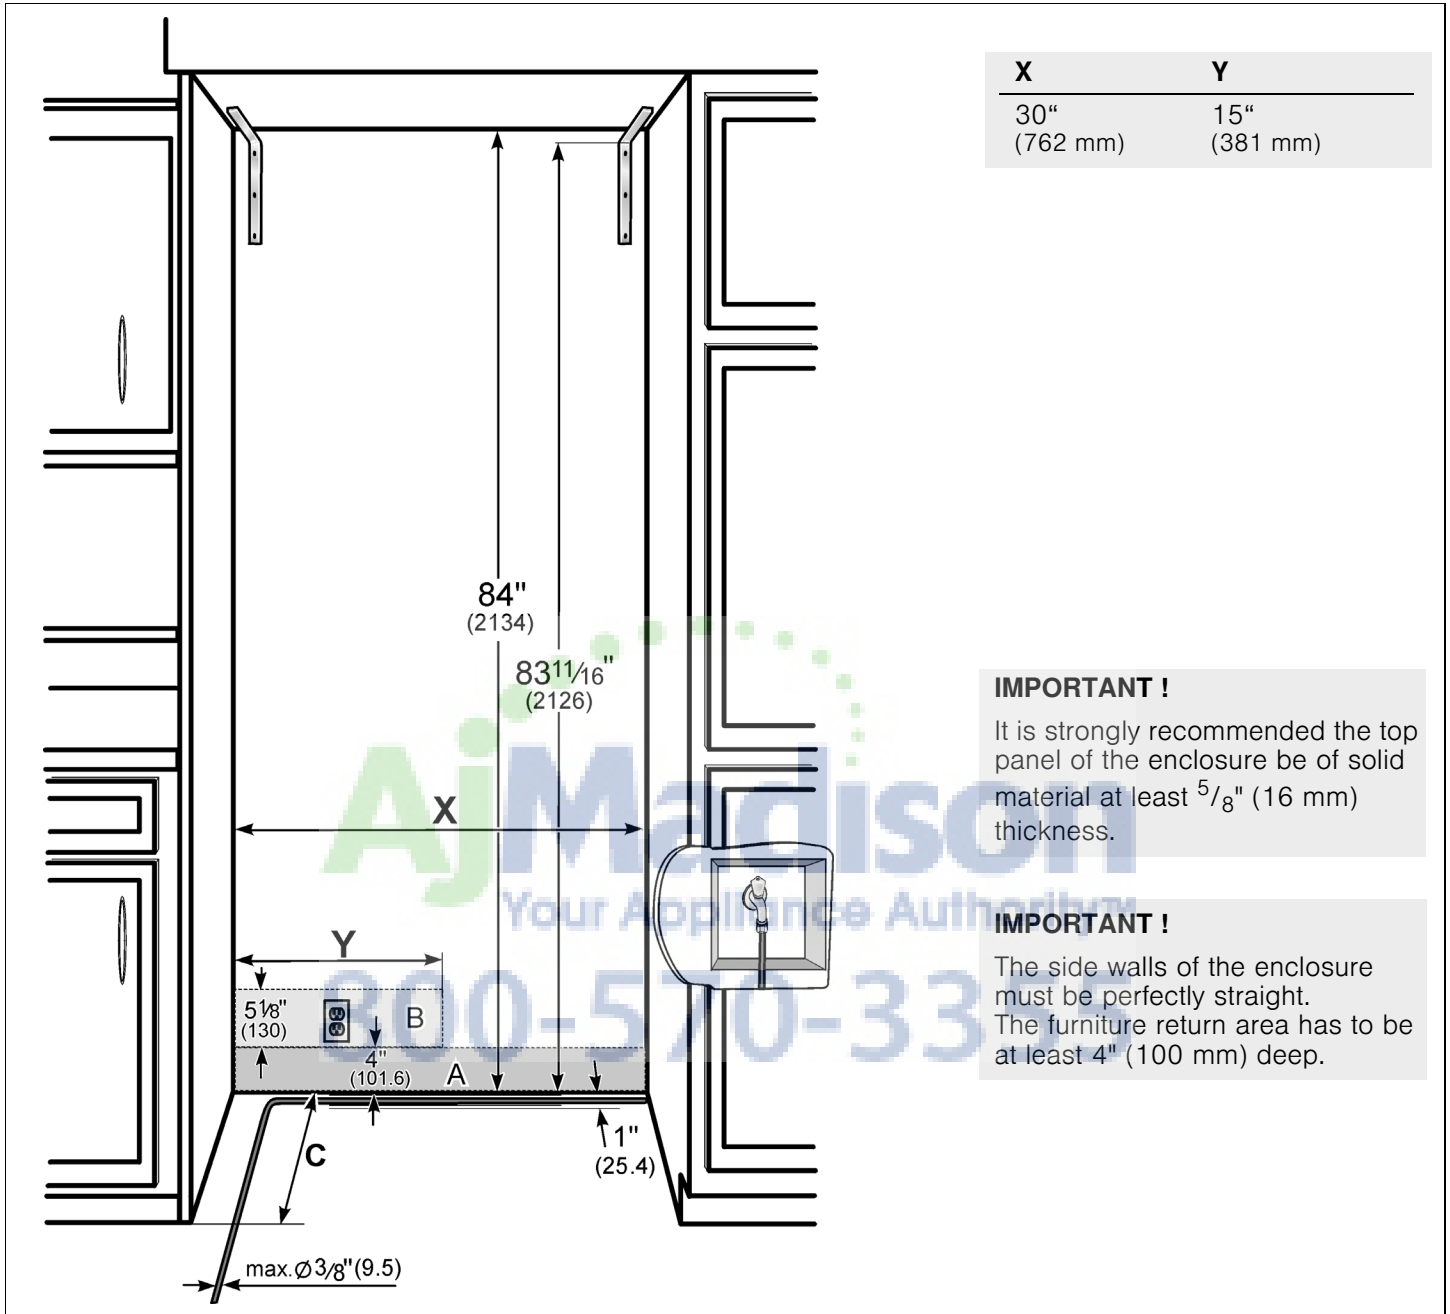 X Y
30“ 15“
(762 mm) (381 mm)
84"
(2134)
83 11/16"
(2126)
IMPORTANT !
It is strongly recommended the top
panel of the enclosure be of solid
material at least 5/8" (16 mm)
thickness.
AjMadison
X
Your Appliance Authority™
IMPORTANT !
The side walls of the enclosure
must be perfectly straight.
The furniture return area has to be
at least 4" (100 mm) deep.
Y
800-570-3355
5 1/8"
(130)
B
4"
(101.6)
A
C
1"
(25.4)
max.Ø3/8"(9.5)